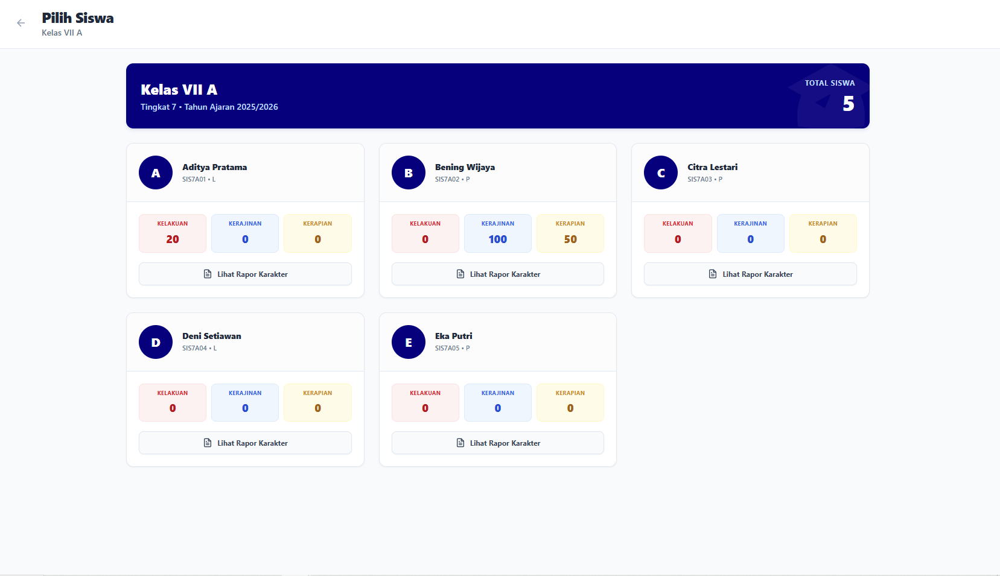 Pilih Siswa
Kelas VII A
Kelas VII A
Tingkat 7 • Tahun Ajaran 2025/2026
TOTAL SISWA
5
A
Aditya Pratama
SIS7A01 • L
KELAKUAN
20
KERAJINAN
0
KERAPIAN
0
Lihat Rapor Karakter
B
Bening Wijaya
SIS7A02 • P
KELAKUAN
0
KERAJINAN
100
KERAPIAN
50
Lihat Rapor Karakter
C
Citra Lestari
SIS7A03 • P
KELAKUAN
0
KERAJINAN
0
KERAPIAN
0
Lihat Rapor Karakter
D
Deni Setiawan
SIS7A04 • L
KELAKUAN
0
KERAJINAN
0
KERAPIAN
0
Lihat Rapor Karakter
E
Eka Putri
SIS7A05 • P
KELAKUAN
0
KERAJINAN
0
KERAPIAN
0
Lihat Rapor Karakter